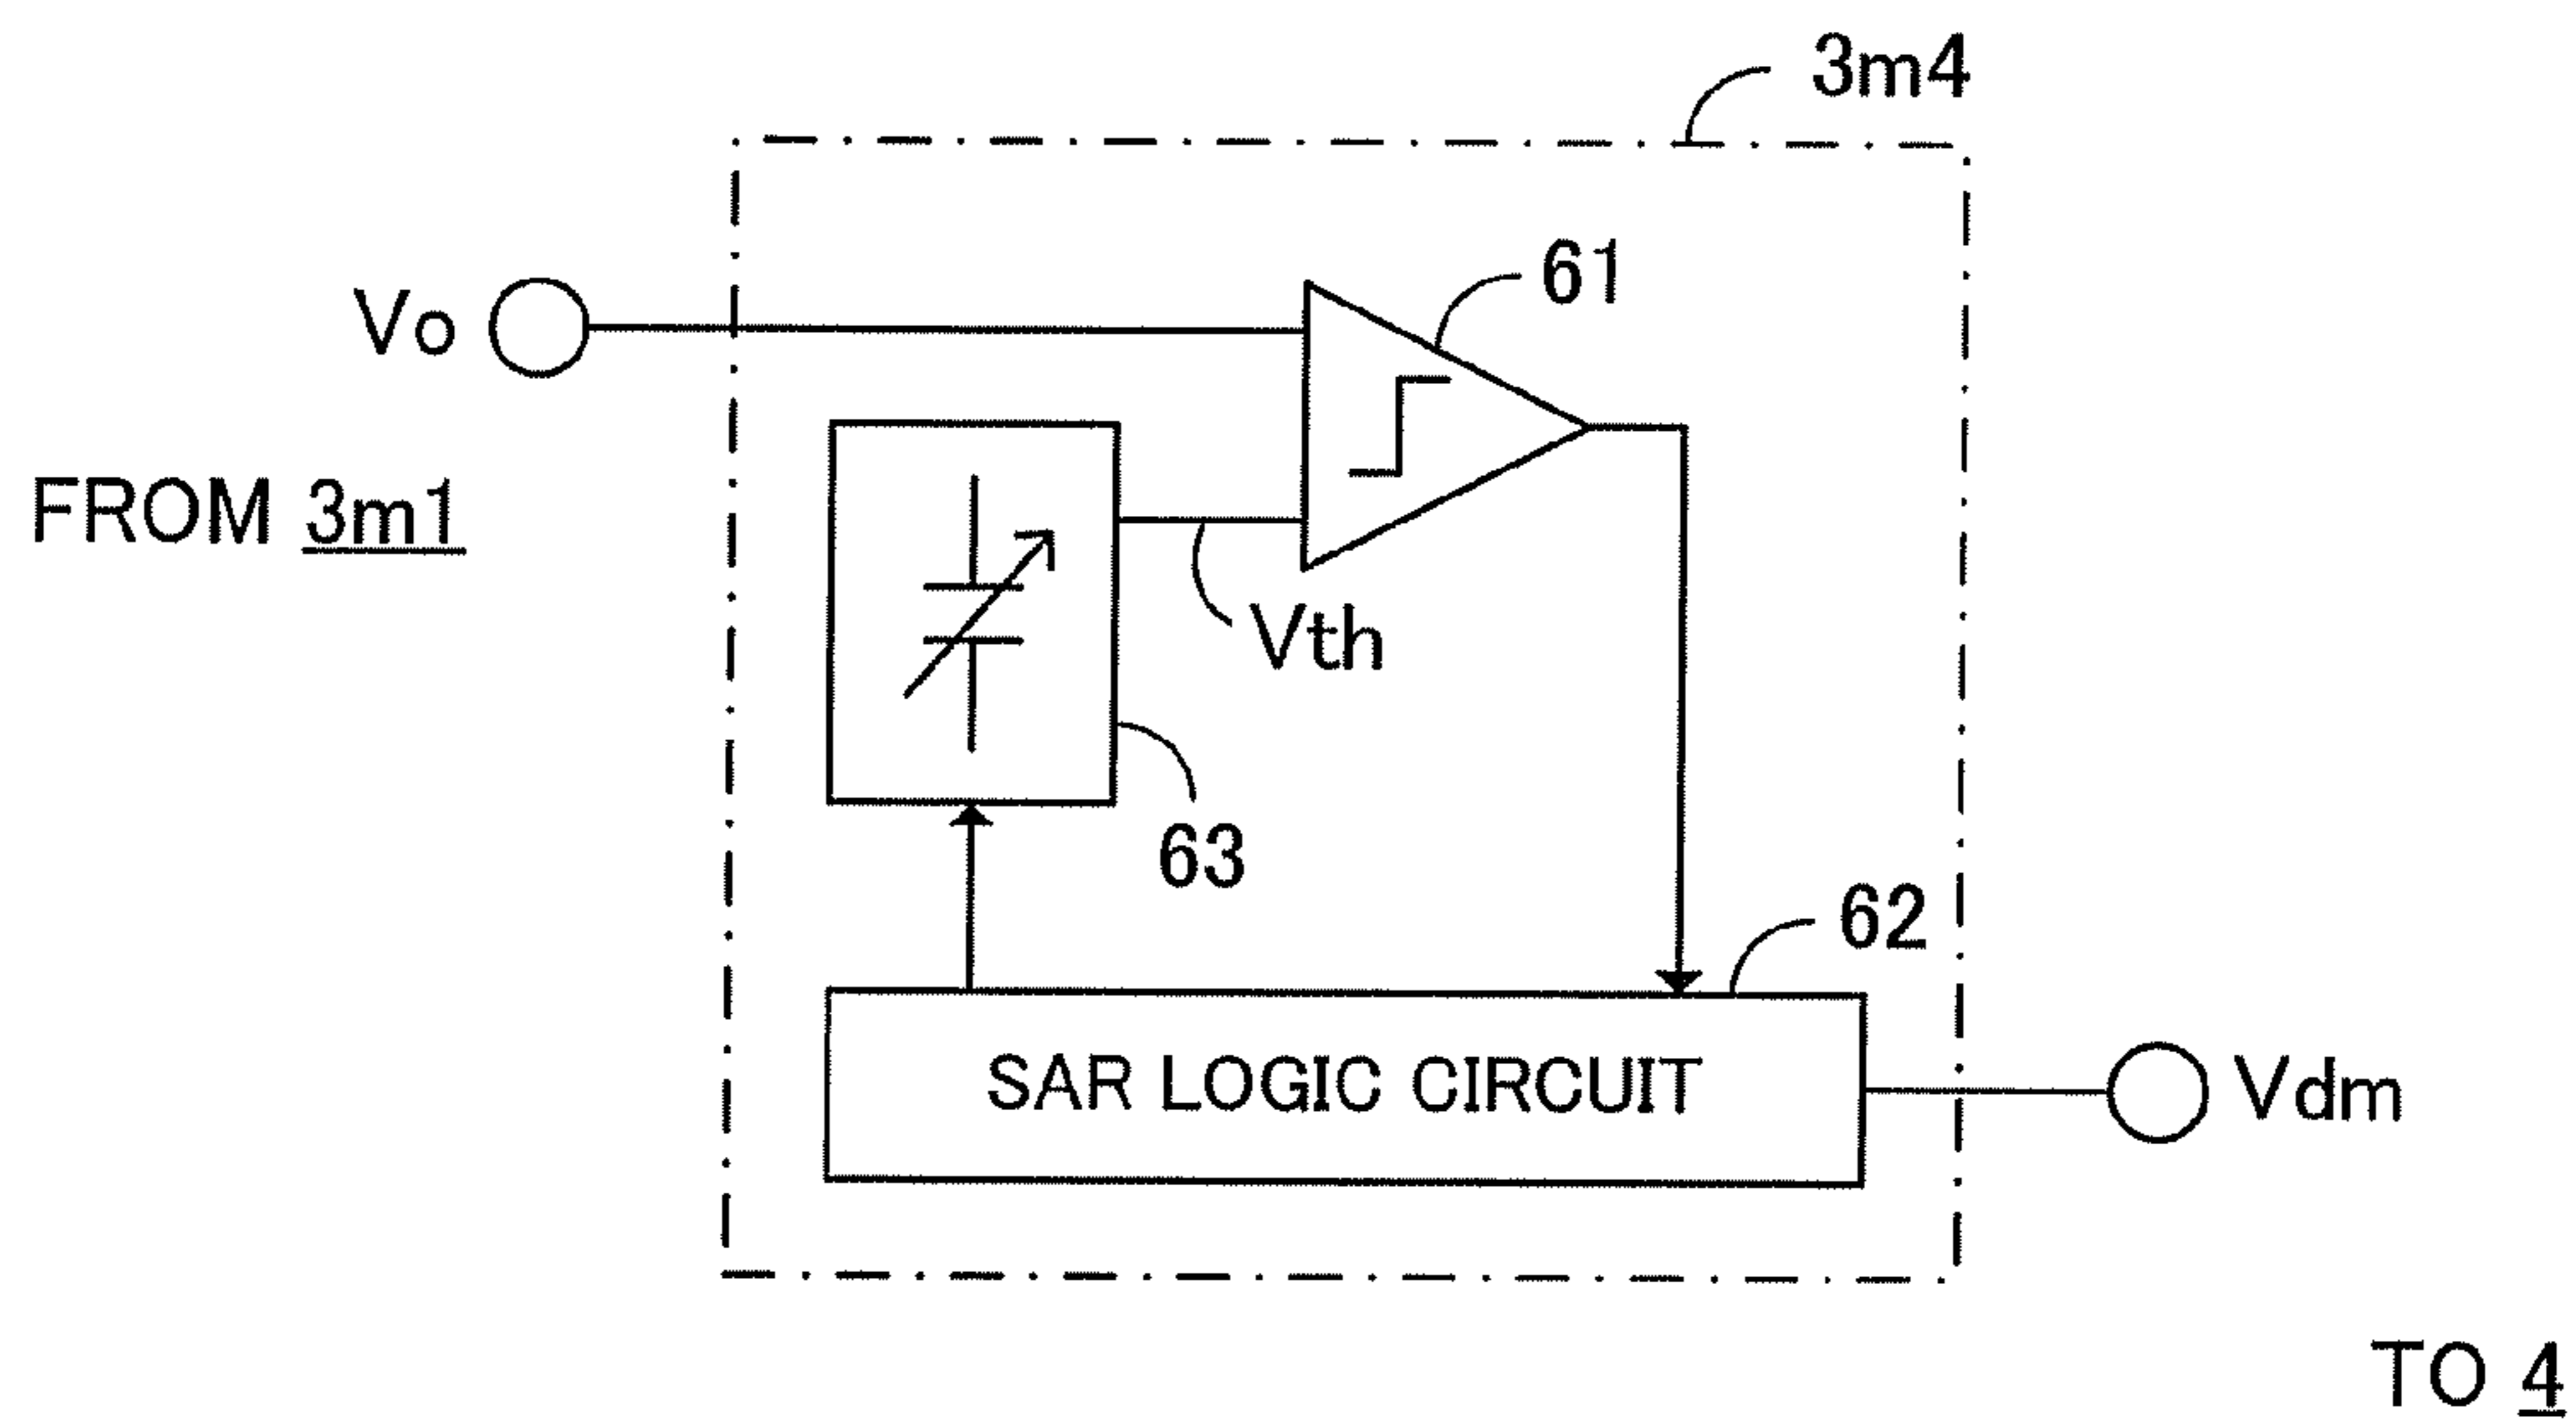 3m4
61
Vo
FROM 3m1
Vth
63
62
SAR LOGIC CIRCUIT
Vdm
TO 4